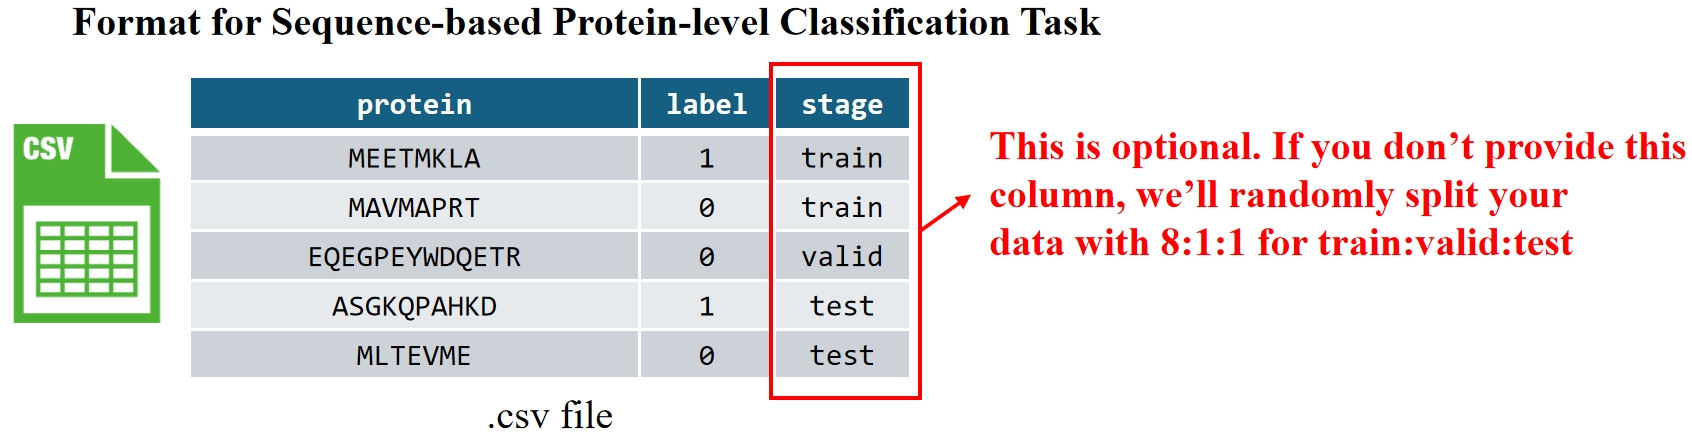 Format for Sequence-based Protein-level Classification Task
CSV
protein label stage
MEETMKLA 1 train
MAVMAPRT 0 train
EQEGPEYWDQETR 0 valid
ASGKQPAHKD 1 test
MLTEVME 0 test
.csv file
This is optional. If you don’t provide this
column, we’ll randomly split your
data with 8:1:1 for train:valid:test